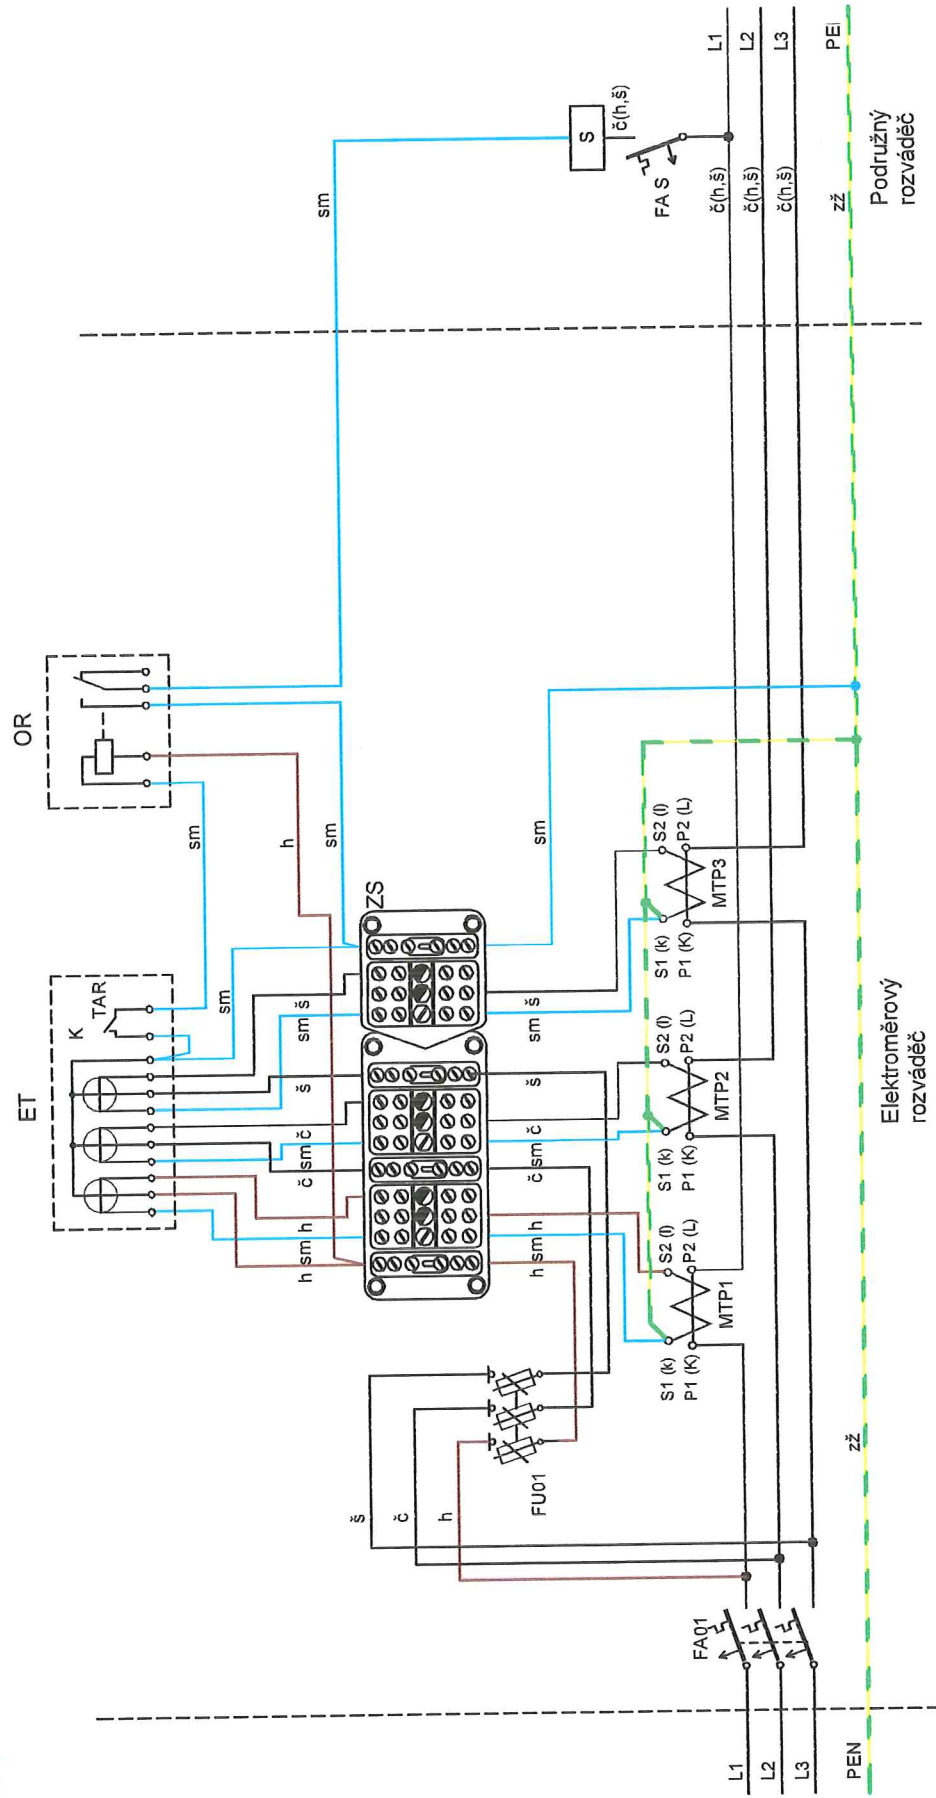 ET
K
TAR
OR
h
sm
h
č
sm
č
š
sm
š
sm
sm
h
sm
sm
ZS
š
č
h
FU01
h
sm
h
č
sm
č
š
sm
š
sm
FA01
S1 (k)
S2 (l)
P1 (K)
P2 (L)
MTP1
S1 (k)
S2 (l)
P1 (K)
P2 (L)
MTP2
S1 (k)
S2 (l)
P1 (K)
P2 (L)
MTP3
S
č(h,š)
FA S
L1
L2
L3
PEN
L1
L2
L3
č(h,š)
č(h,š)
č(h,š)
zž
zž
Elektroměrový
rozváděč
Podružný
rozváděč